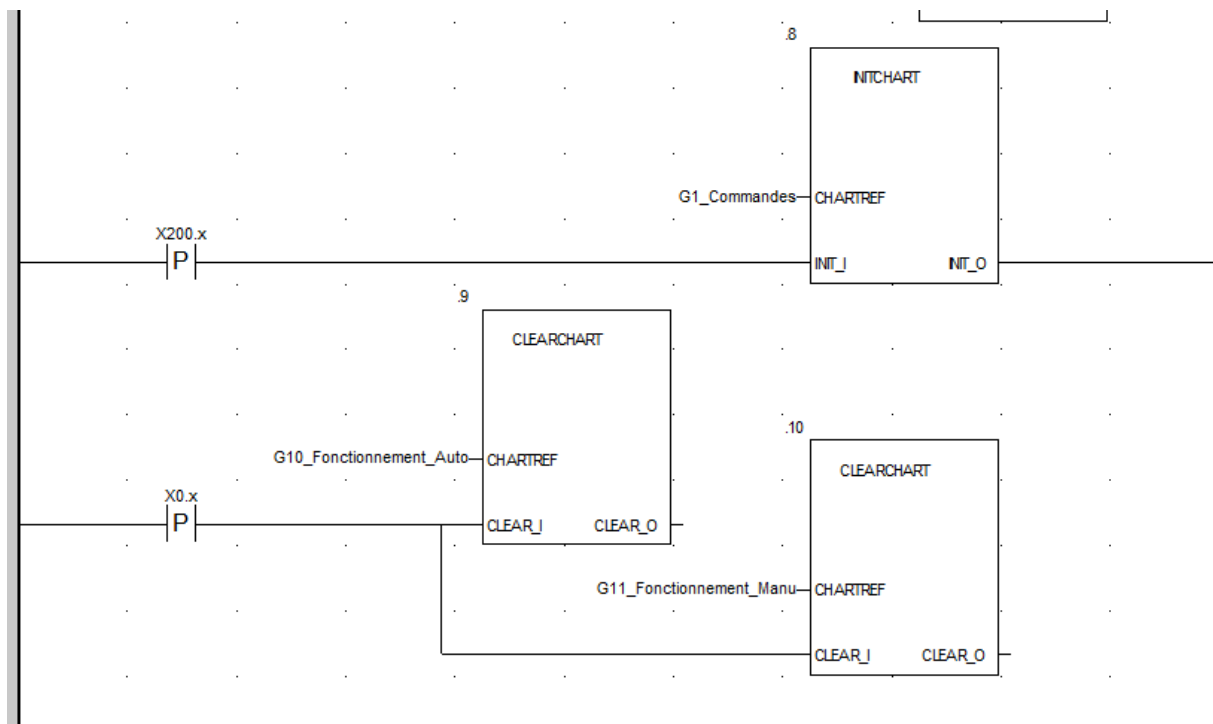 .8
INITCHART
G1_Commandes
CHARTREF
X200.x
P
INIT_I
INIT_O
.9
CLEARCHART
.10
G10_Fonctionnement_Auto
CHARTREF
CLEARCHART
X0.x
P
CLEAR_I
CLEAR_O
G11_Fonctionnement_Manu
CHARTREF
CLEAR_I
CLEAR_O